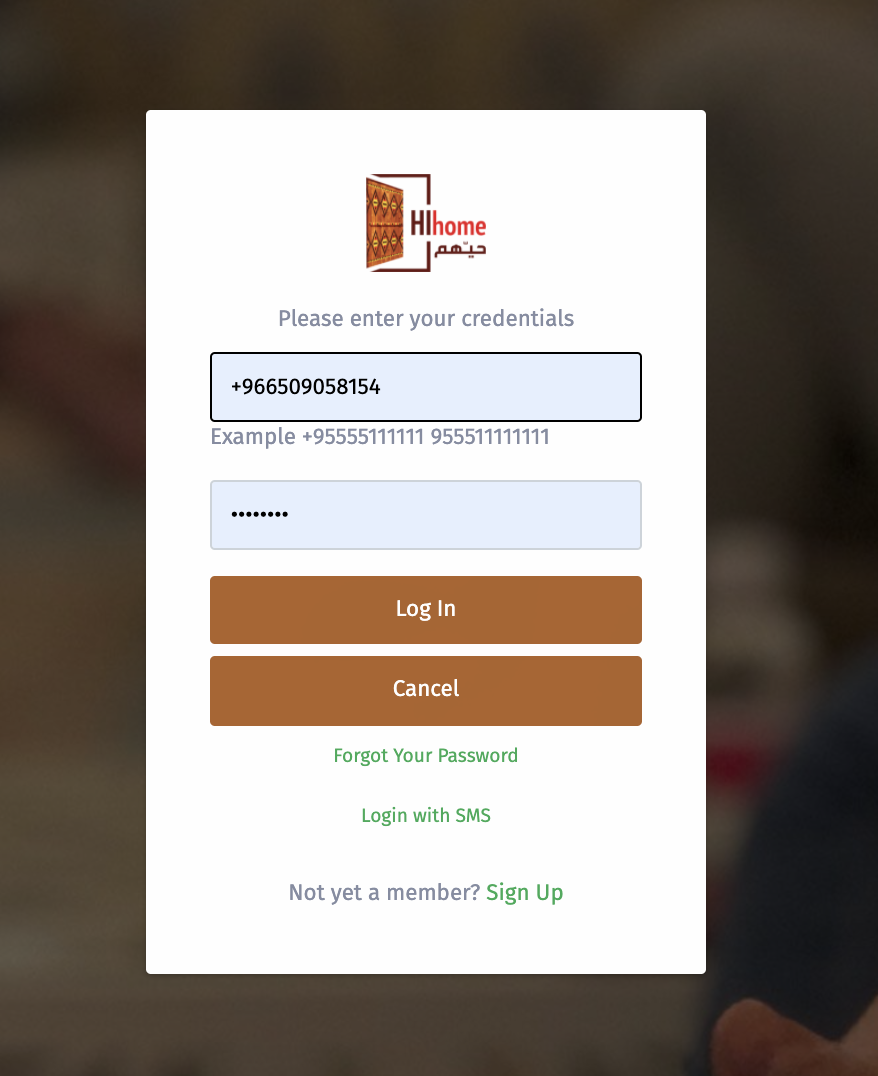 HIhome
حيّهم
Please enter your credentials
+966509058154
Example +95555111111 955511111111
••••••••
Log In
Cancel
Forgot Your Password
Login with SMS
Not yet a member? Sign Up